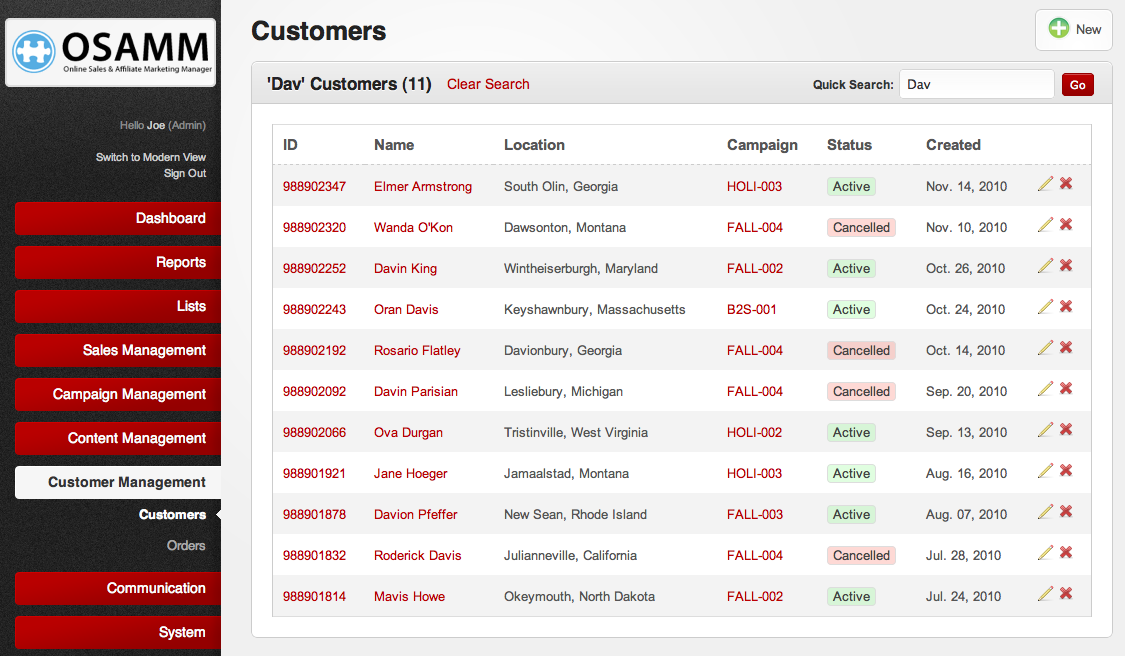 OSAMM
Online Sales & Affiliate Marketing Manager
Hello Joe (Admin)
Switch to Modern View
Sign Out
Dashboard
Reports
Lists
Sales Management
Campaign Management
Content Management
Customer Management
Customers
Orders
Communication
System
Customers
New
'Dav' Customers (11) Clear Search Quick Search: Dav Go
ID Name Location Campaign Status Created
988902347 Elmer Armstrong South Olin, Georgia HOLI-003 Active Nov. 14, 2010
988902320 Wanda O'Kon Dawsonton, Montana FALL-004 Cancelled Nov. 10, 2010
988902252 Davin King Wintheiserburgh, Maryland FALL-002 Active Oct. 26, 2010
988902243 Oran Davis Keyshawnbury, Massachusetts B2S-001 Active Oct. 24, 2010
988902192 Rosario Flatley Davionbury, Georgia FALL-004 Cancelled Oct. 14, 2010
988902092 Davin Parisian Lesliebury, Michigan FALL-004 Cancelled Sep. 20, 2010
988902066 Ova Durgan Tristinville, West Virginia HOLI-002 Active Sep. 13, 2010
988901921 Jane Hoeger Jamaalstad, Montana HOLI-003 Active Aug. 16, 2010
988901878 Davion Pfeffer New Sean, Rhode Island FALL-003 Active Aug. 07, 2010
988901832 Roderick Davis Julianneville, California FALL-004 Cancelled Jul. 28, 2010
988901814 Mavis Howe Okeymouth, North Dakota FALL-002 Active Jul. 24, 2010